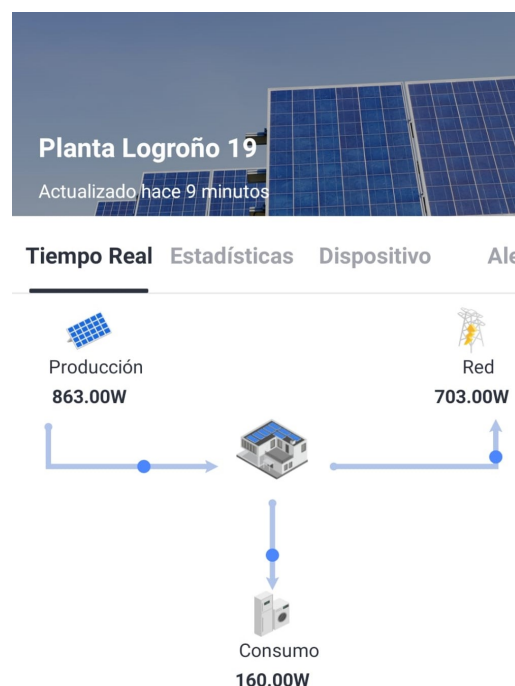 Planta Logroño 19
Actualizado hace 9 minutos
Tiempo Real Estadísticas Dispositivo Ale
Producción Red
863.00W 703.00W
Consumo
160.00W